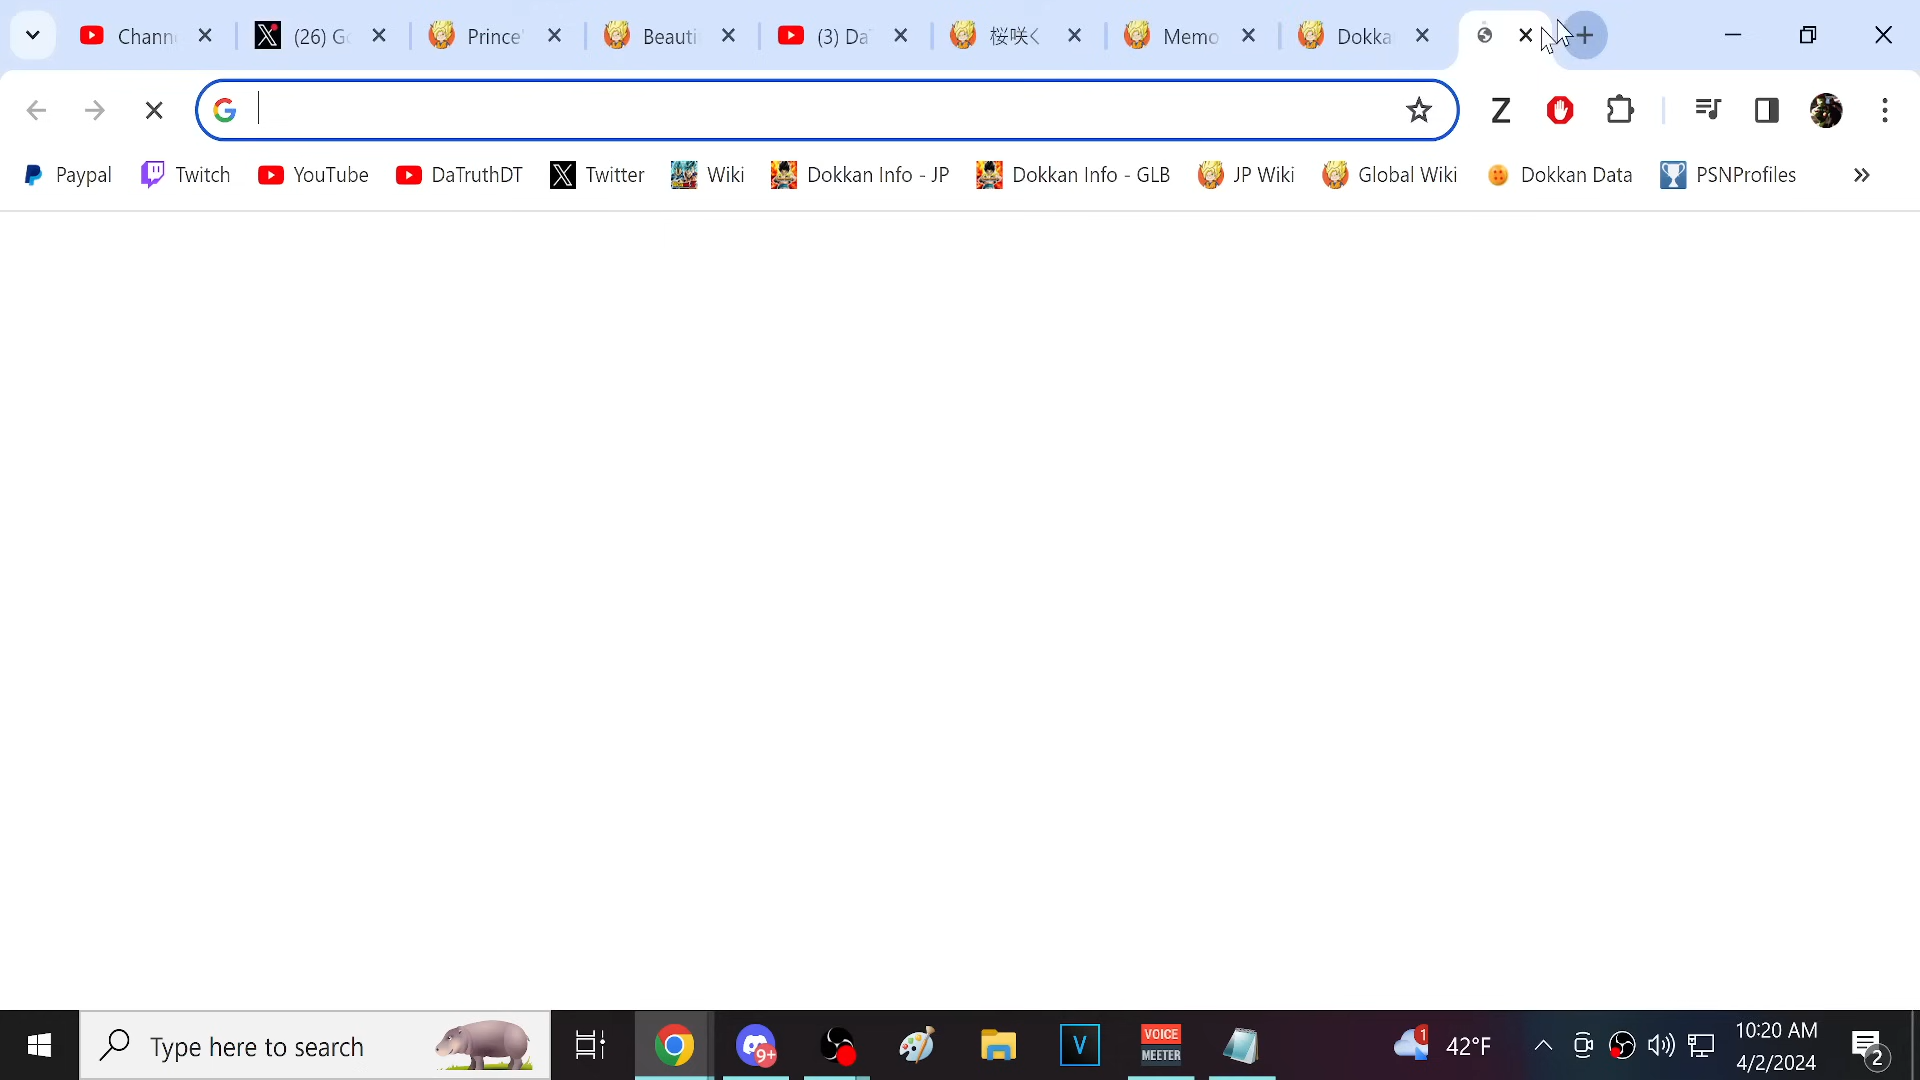 Chann
(26) Go
Prince'
Beauti
(3) Da
桜咲く
Memo
Dokka
Z
Paypal
Twitch
YouTube
DaTruthDT
Twitter
Wiki
Dokkan Info - JP
Dokkan Info - GLB
JP Wiki
Global Wiki
Dokkan Data
PSNProfiles
»
Type here to search
9+
V
VOICE
MEETER
1
42°F
10:20 AM
4/2/2024
2